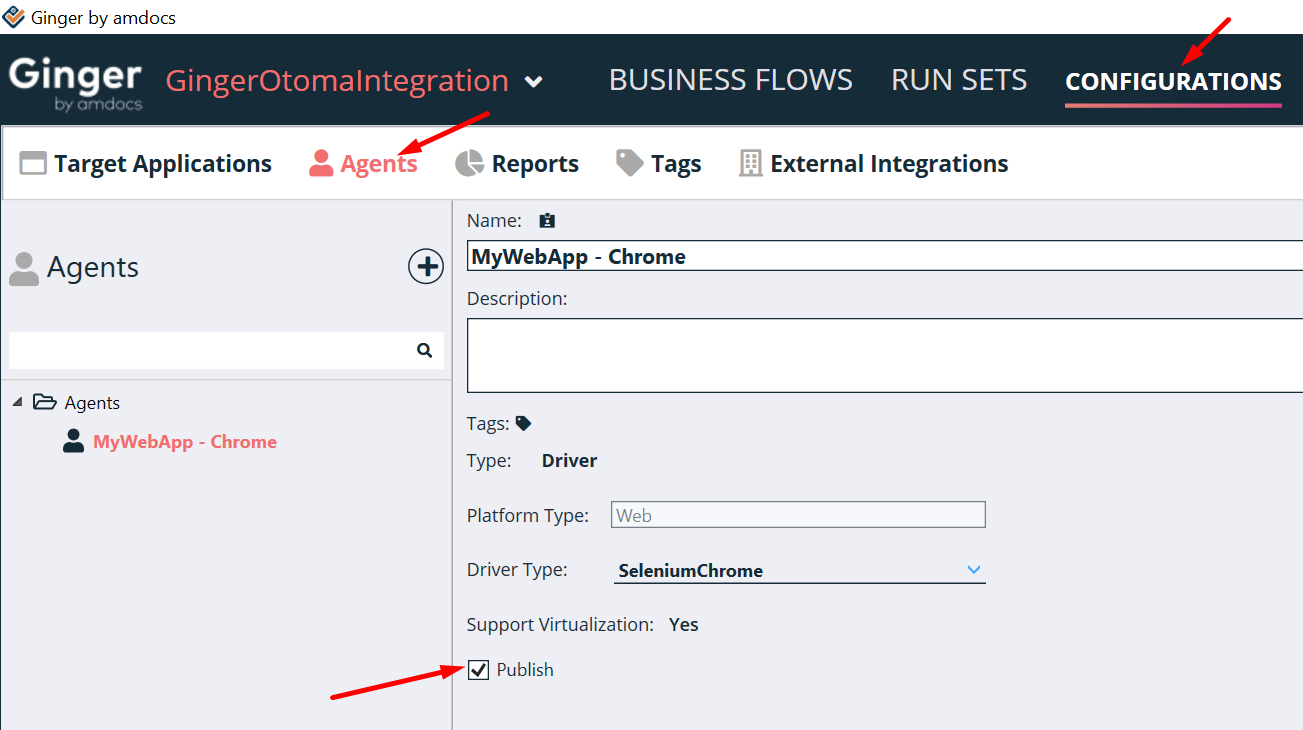 Ginger by amdocs
Ginger
by amdocs
GingerOtomaIntegration
BUSINESS FLOWS
RUN SETS
CONFIGURATIONS
Target Applications
Agents
Reports
Tags
External Integrations
Agents
Agents
MyWebApp - Chrome
Name:
MyWebApp - Chrome
Description:
Tags:
Type: Driver
Platform Type: Web
Driver Type: SeleniumChrome
Support Virtualization: Yes
Publish